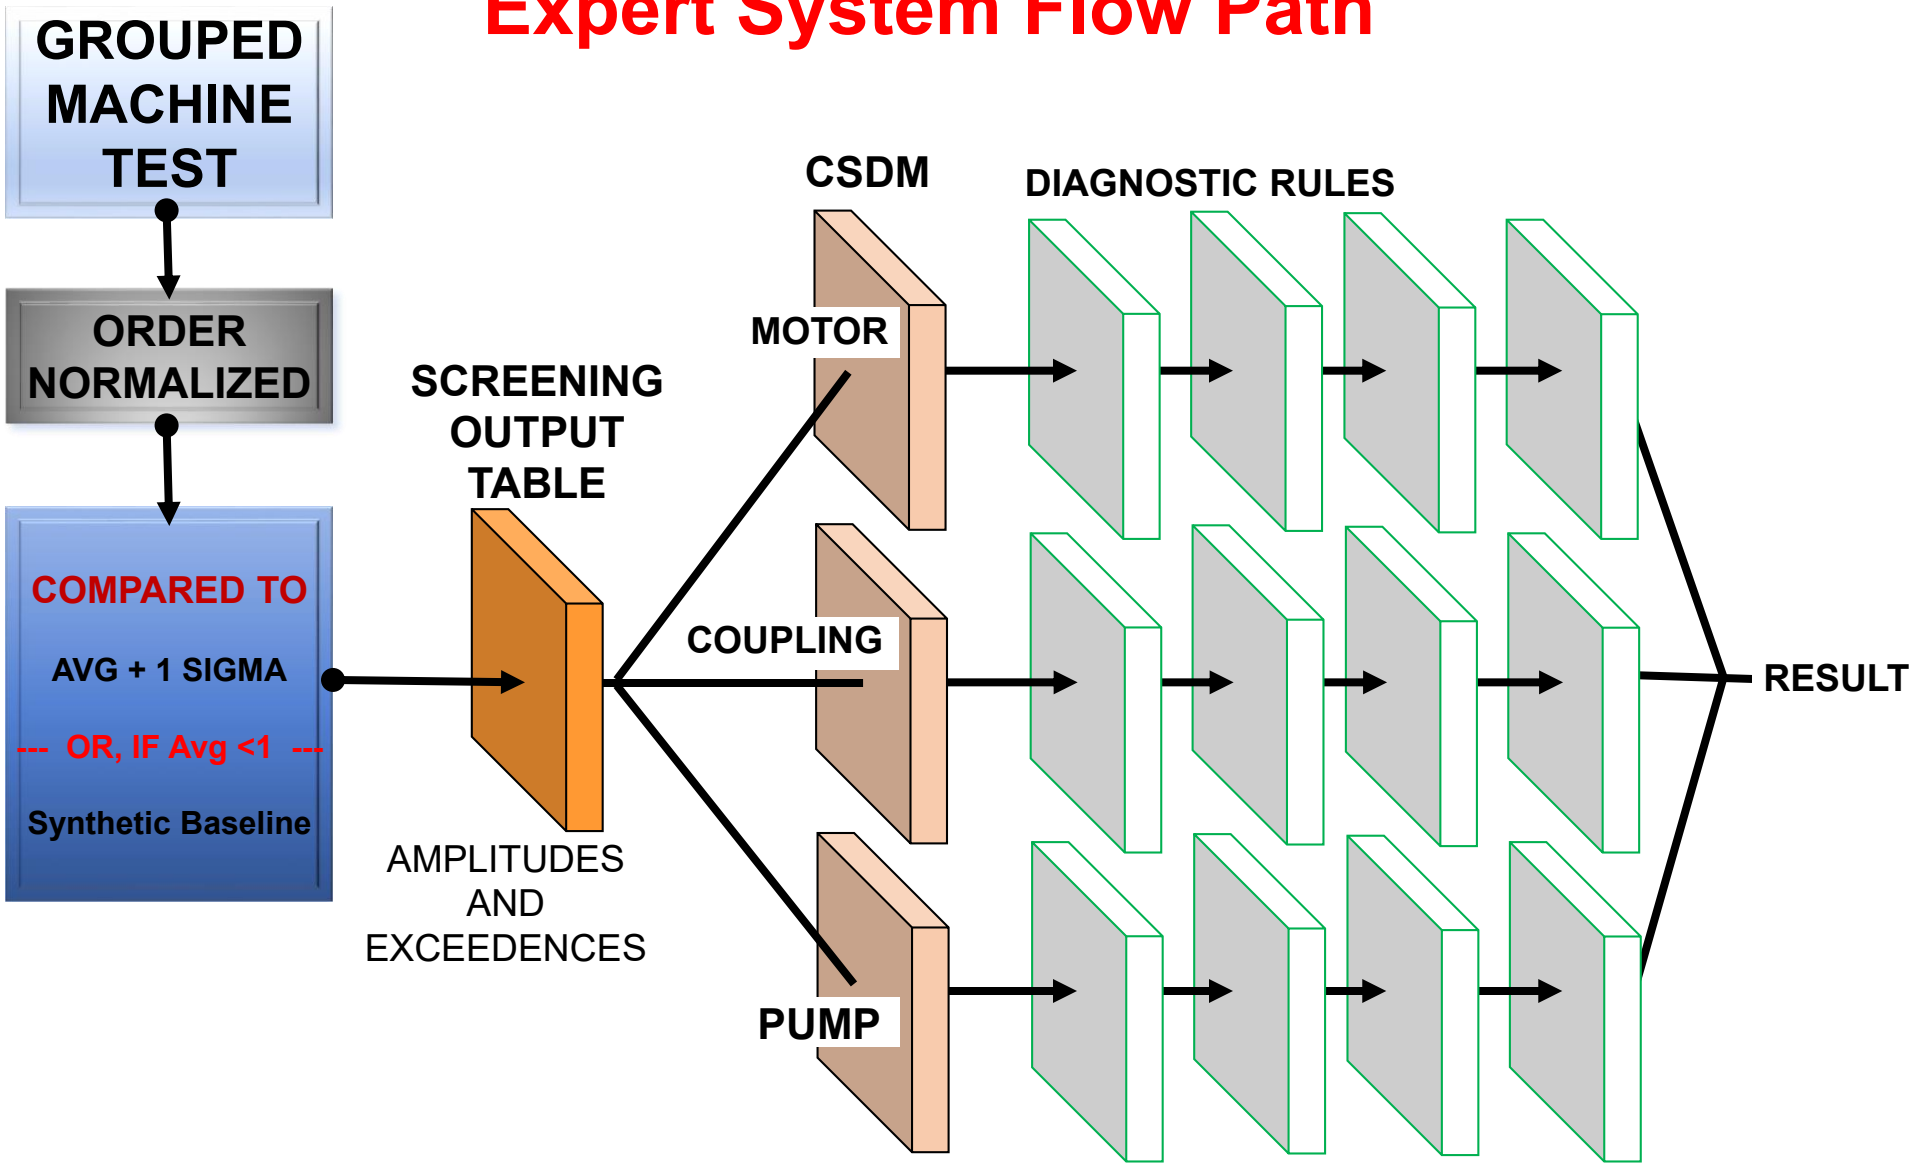 Expert System Flow Path
GROUPED
MACHINE
TEST
ORDER
NORMALIZED
COMPARED TO
AVG + 1 SIGMA
--- OR, IF Avg <1 ---
Synthetic Baseline
SCREENING
OUTPUT
TABLE
AMPLITUDES
AND
EXCEEDENCES
CSDM
MOTOR
COUPLING
PUMP
DIAGNOSTIC RULES
RESULT